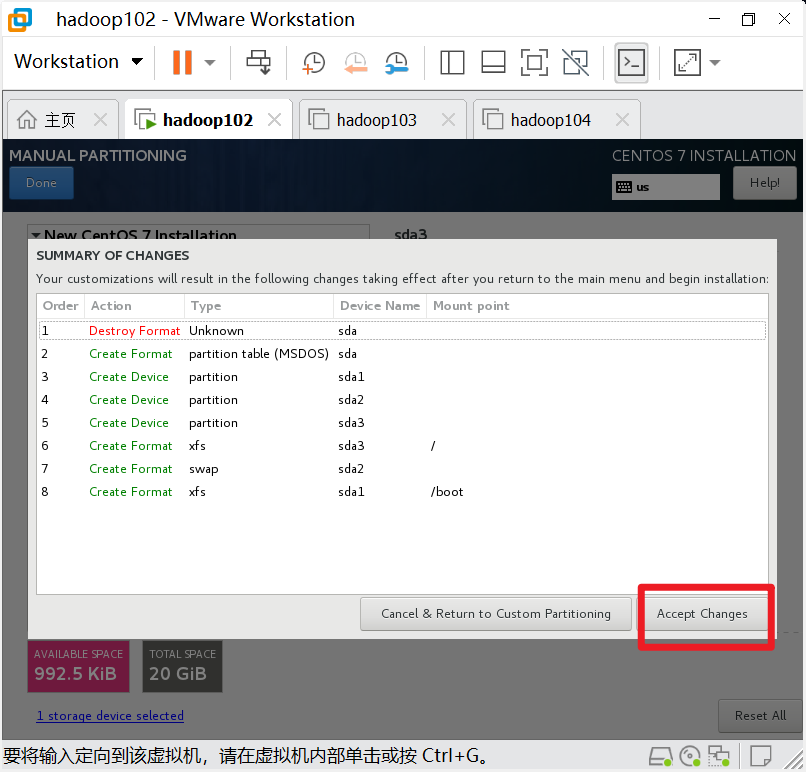 hadoop102 - VMware Workstation
Workstation
主页
hadoop102
hadoop103
hadoop104
MANUAL PARTITIONING
CENTOS 7 INSTALLATION
Done
us
Help!
New CentOS 7 Installation
sda3
SUMMARY OF CHANGES
Your customizations will result in the following changes taking effect after you return to the main menu and begin installation:
Order Action Type Device Name Mount point
1 Destroy Format Unknown sda
2 Create Format partition table (MSDOS) sda
3 Create Device partition sda1
4 Create Device partition sda2
5 Create Device partition sda3
6 Create Format xfs sda3 /
7 Create Format swap sda2
8 Create Format xfs sda1 /boot
Cancel & Return to Custom Partitioning
Accept Changes
AVAILABLE SPACE
992.5 KiB
TOTAL SPACE
20 GiB
1 storage device selected
Reset All
要将输入定向到该虚拟机，请在虚拟机内部单击或按 Ctrl+G。